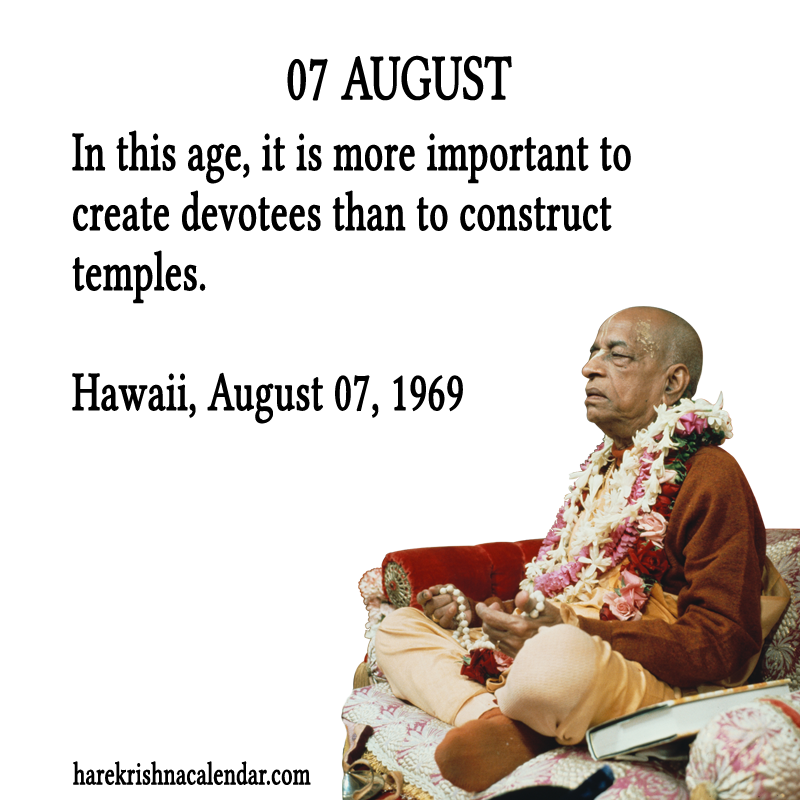 07 AUGUST
In this age, it is more important to
create devotees than to construct
temples.
Hawaii, August 07, 1969
harekrishnacalendar.com